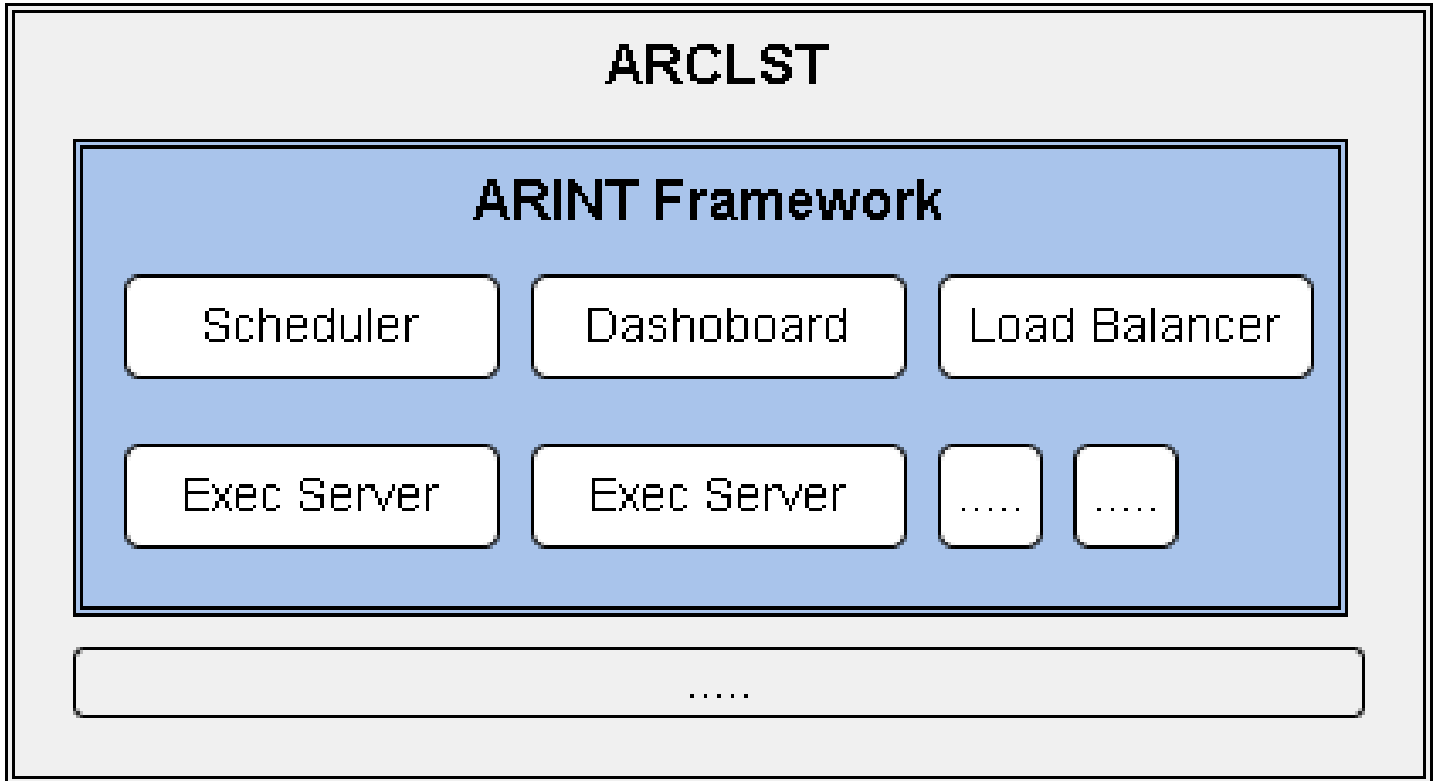 ARCLST
ARINT Framework
Scheduler
Dashoboard
Load Balancer
Exec Server
Exec Server
.....
.....
.....